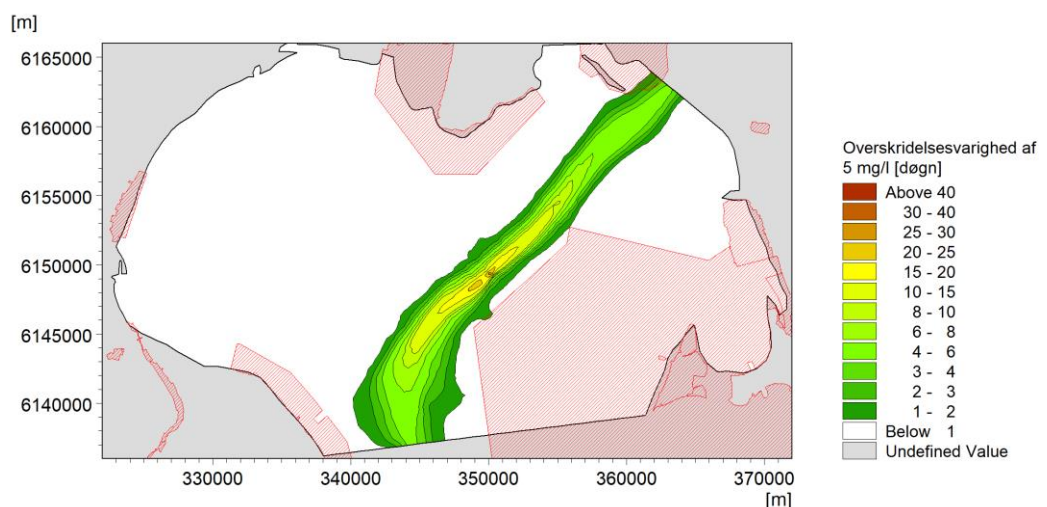 [m]
6165000
6160000
6155000
6150000
6145000
6140000
330000 340000 350000 360000 370000
[m]
Overskridelsesvarighed af
5 mg/l [døgn]
Above 40
30 - 40
25 - 30
20 - 25
15 - 20
10 - 15
8 - 10
6 - 8
4 - 6
3 - 4
2 - 3
1 - 2
Below 1
Undefined Value